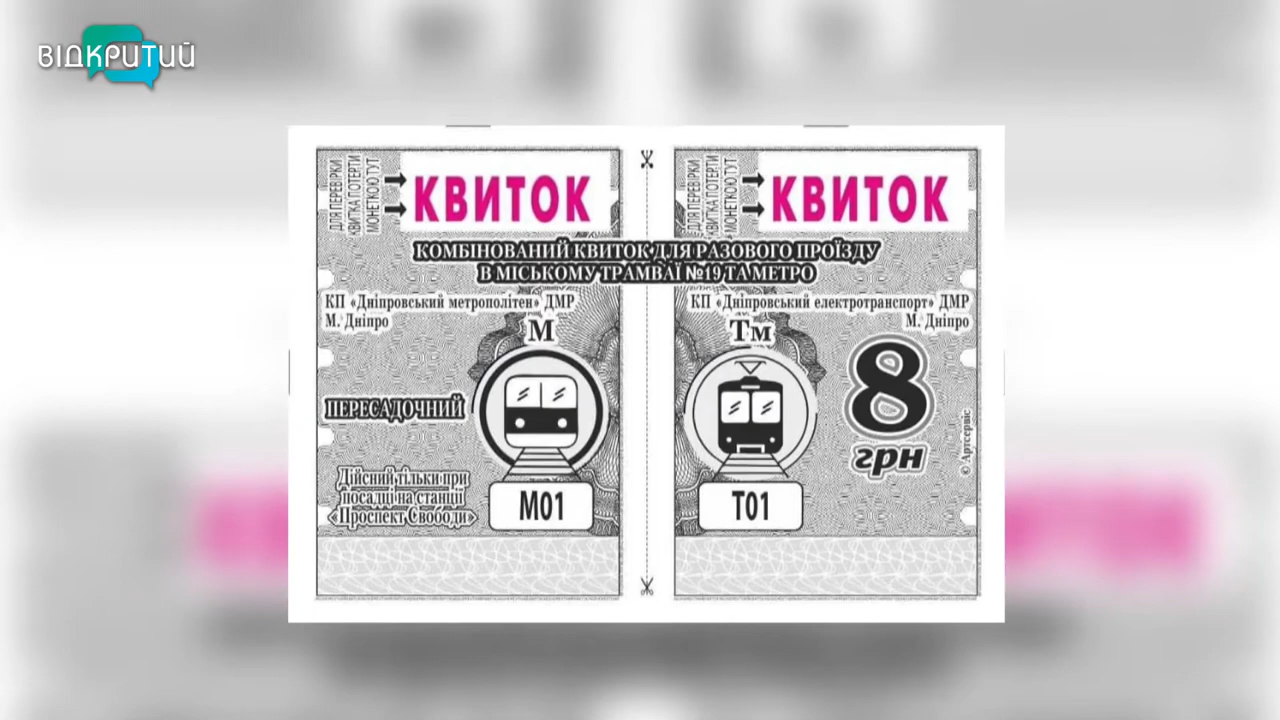 ВІДКРИТИЙ
ДЛЯ ПЕРЕВІРКИ
КВИТКА ПОТЕРТИ
МОНЕТКОЮ ТУТ
КВИТОК
ДЛЯ ПЕРЕВІРКИ
КВИТКА ПОТЕРТИ
МОНЕТКОЮ ТУТ
КВИТОК
КОМБІНОВАНИЙ КВИТОК ДЛЯ РАЗОВОГО ПРОЇЗДУ
В МІСЬКОМУ ТРАМВАЇ №19 ТА МЕТРО
КП «Дніпровський метрополітен» ДМР
М. Дніпро
М
ПЕРЕСАДОЧНИЙ
Дійсний тільки при
посадці на станції
«Проспект Свободи»
М01
КП «Дніпровський електротранспорт» ДМР
М. Дніпро
Тм
8
грн
Т01
© Артсервіс